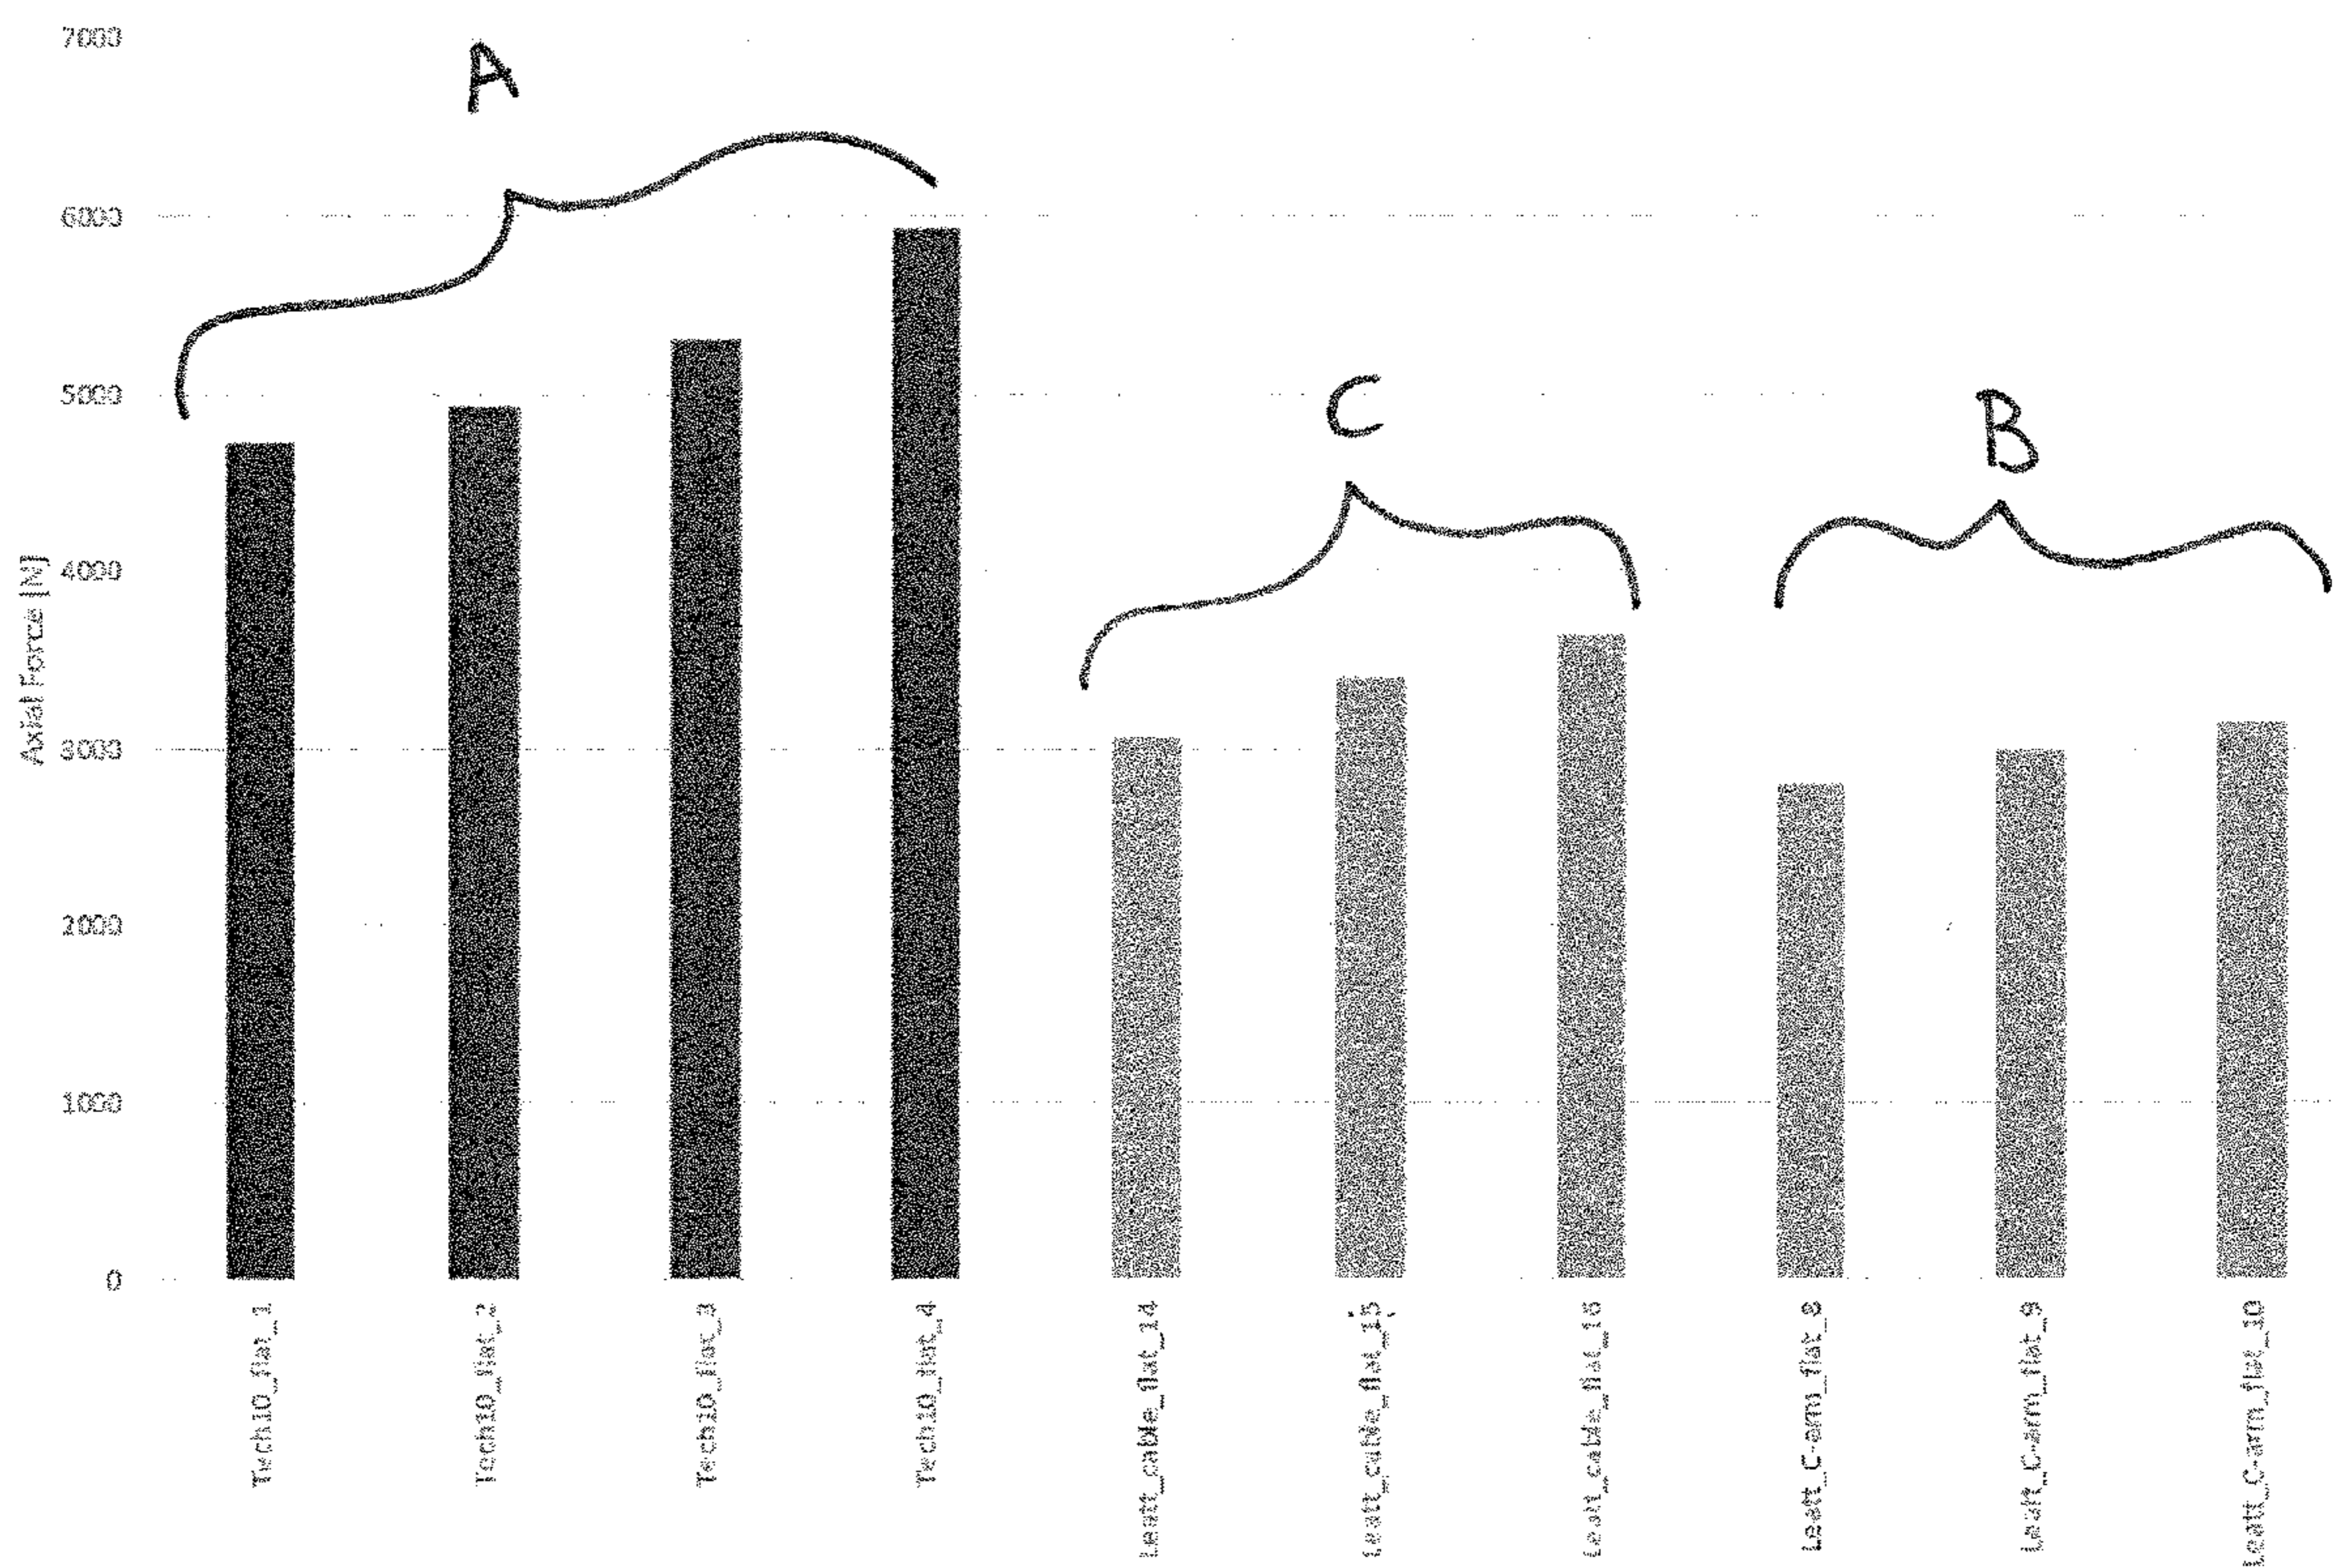 A
C
B
Axial Force [N]
7000
6000
5000
4000
3000
2000
1000
0
Tech10_flat_1
Tech10_flat_2
Tech10_flat_3
Tech10_flat_4
Leatt_cable_flat_14
Leatt_cable_flat_15
Leatt_cable_flat_16
Leatt_C-arm_flat_8
Leatt_C-arm_flat_9
Leatt_C-arm_flat_10